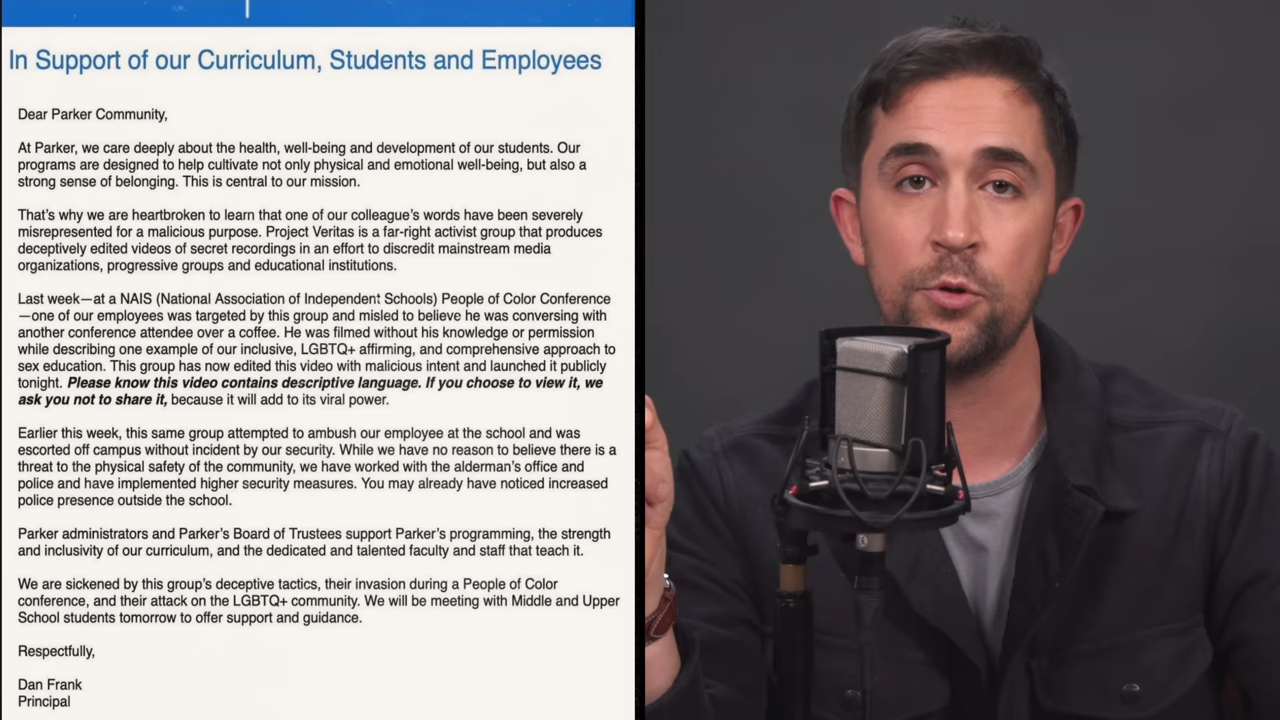 In Support of our Curriculum, Students and Employees
Dear Parker Community,
At Parker, we care deeply about the health, well-being and development of our students. Our
programs are designed to help cultivate not only physical and emotional well-being, but also a
strong sense of belonging. This is central to our mission.
That's why we are heartbroken to learn that one of our colleague's words have been severely
misrepresented for a malicious purpose. Project Veritas is a far-right activist group that produces
deceptively edited videos of secret recordings in an effort to discredit mainstream media
organizations, progressive groups and educational institutions.
Last week—at a NAIS (National Association of Independent Schools) People of Color Conference
—one of our employees was targeted by this group and misled to believe he was conversing with
another conference attendee over a coffee. He was filmed without his knowledge or permission
while describing one example of our inclusive, LGBTQ+ affirming, and comprehensive approach to
sex education. This group has now edited this video with malicious intent and launched it publicly
tonight. Please know this video contains descriptive language. If you choose to view it, we
ask you not to share it, because it will add to its viral power.
Earlier this week, this same group attempted to ambush our employee at the school and was
escorted off campus without incident by our security. While we have no reason to believe there is a
threat to the physical safety of the community, we have worked with the alderman's office and
police and have implemented higher security measures. You may already have noticed increased
police presence outside the school.
Parker administrators and Parker's Board of Trustees support Parker's programming, the strength
and inclusivity of our curriculum, and the dedicated and talented faculty and staff that teach it.
We are sickened by this group's deceptive tactics, their invasion during a People of Color
conference, and their attack on the LGBTQ+ community. We will be meeting with Middle and Upper
School students tomorrow to offer support and guidance.
Respectfully,
Dan Frank
Principal